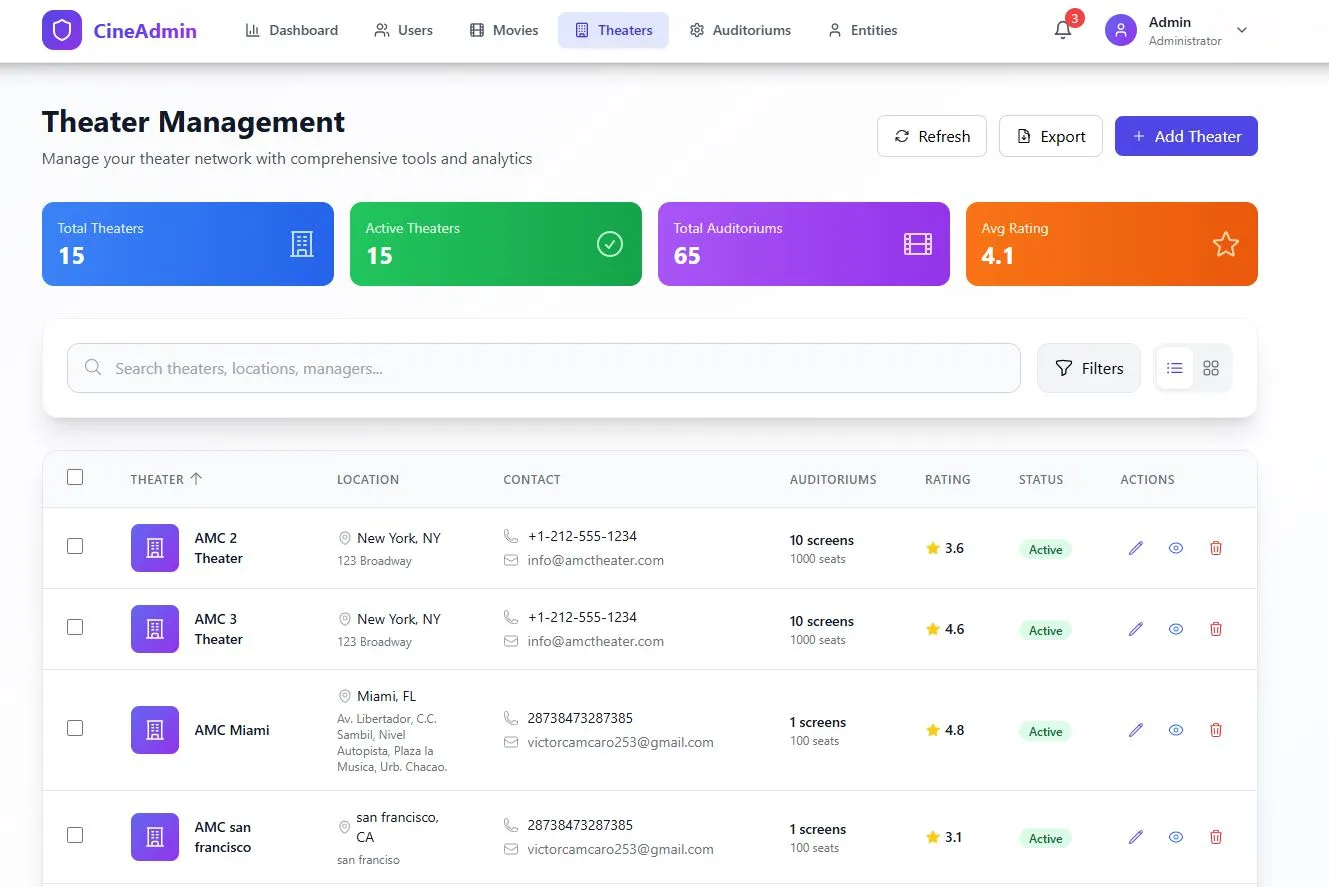 CineAdmin
Dashboard
Users
Movies
Theaters
Auditoriums
Entities
3
Admin
Administrator
Theater Management
Manage your theater network with comprehensive tools and analytics
Refresh
Export
+ Add Theater
Total Theaters
15
Active Theaters
15
Total Auditoriums
65
Avg Rating
4.1
Search theaters, locations, managers...
Filters
THEATER ↑
LOCATION
CONTACT
AUDITORIUMS
RATING
STATUS
ACTIONS
AMC 2
Theater
New York, NY
123 Broadway
+1-212-555-1234
info@amctheater.com
10 screens
1000 seats
3.6
Active
AMC 3
Theater
New York, NY
123 Broadway
+1-212-555-1234
info@amctheater.com
10 screens
1000 seats
4.6
Active
AMC Miami
Miami, FL
Av. Libertador, C.C.
Sambil, Nivel
Autopista, Plaza la
Musica, Urb. Chacao.
28738473287385
victorcamcaro253@gmail.com
1 screens
100 seats
4.8
Active
AMC san
francisco
san francisco,
CA
san franciso
28738473287385
victorcamcaro253@gmail.com
1 screens
100 seats
3.1
Active